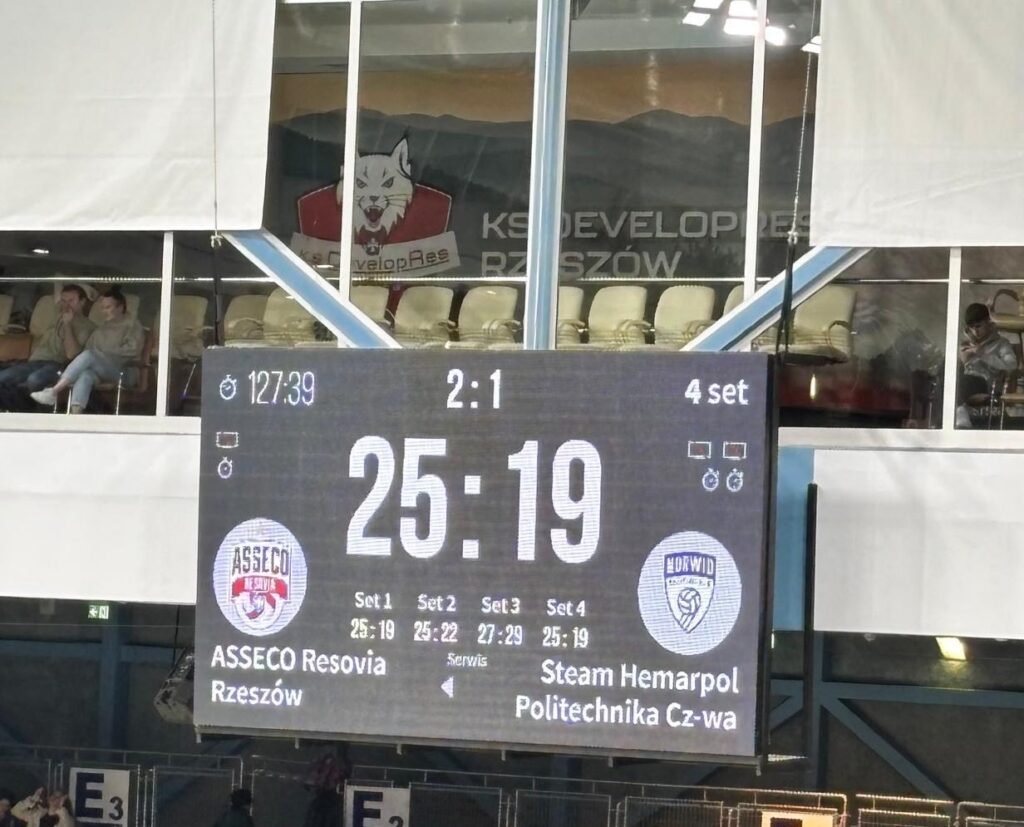 KS DEVELOPRES
RZESZÓW
Ks DevelopRes
127:39
2:1
4 set
25:19
ASSECO
RESOVIA
NORWID
Set 1 Set 2 Set 3 Set 4
25:19 25:22 27:29 25:19
Serwis
ASSECO Resovia
Rzeszów
Steam Hemarpol
Politechnika Cz-wa
E3
E2